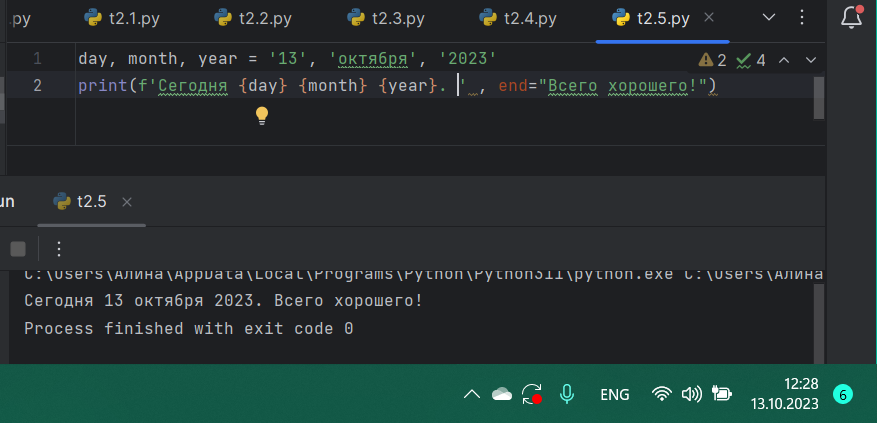 .py t2.1.py t2.2.py t2.3.py t2.4.py t2.5.py
1 day, month, year = '13', 'октября', '2023' 2 4
2 print(f'Сегодня {day} {month} {year}. ' , end="Всего хорошего!")
un t2.5
C:\Users\Алина\AppData\Local\Programs\Python\Python311\python.exe C:\Users\Алина
Сегодня 13 октября 2023. Всего хорошего!
Process finished with exit code 0
ENG 12:28 6
13.10.2023